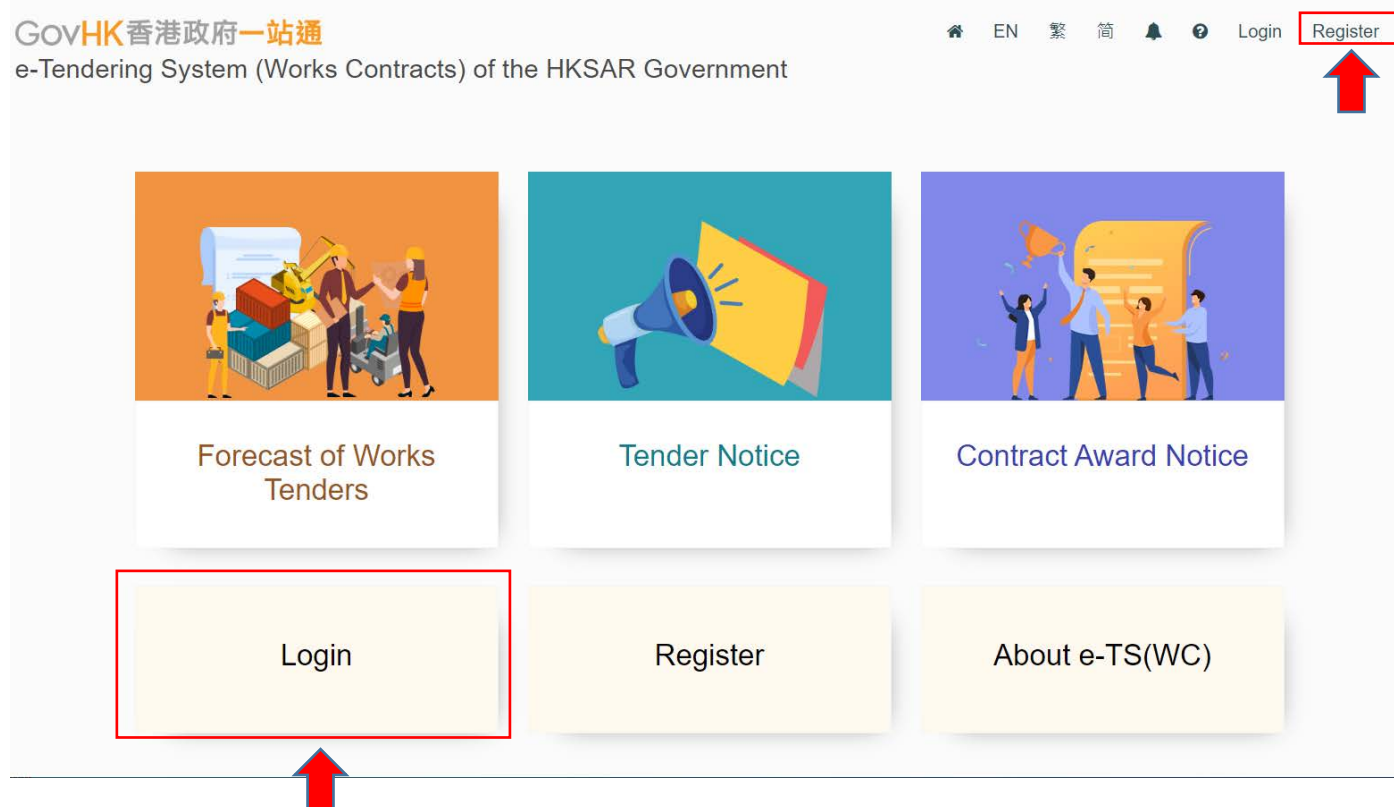 GovHK香港政府一站通
EN 繁 简 Login Register
e-Tendering System (Works Contracts) of the HKSAR Government
Forecast of Works
Tenders
Tender Notice
Contract Award Notice
Login
Register
About e-TS(WC)